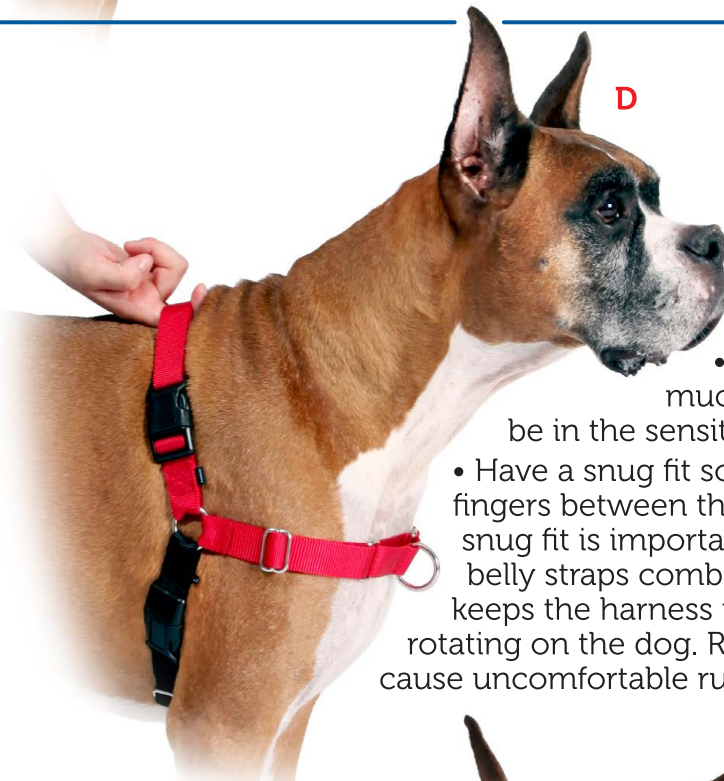 D
•
muc
be in the sensit
• Have a snug fit so
fingers between th
snug fit is importa
belly straps comb
keeps the harness
rotating on the dog. R
cause uncomfortable ru